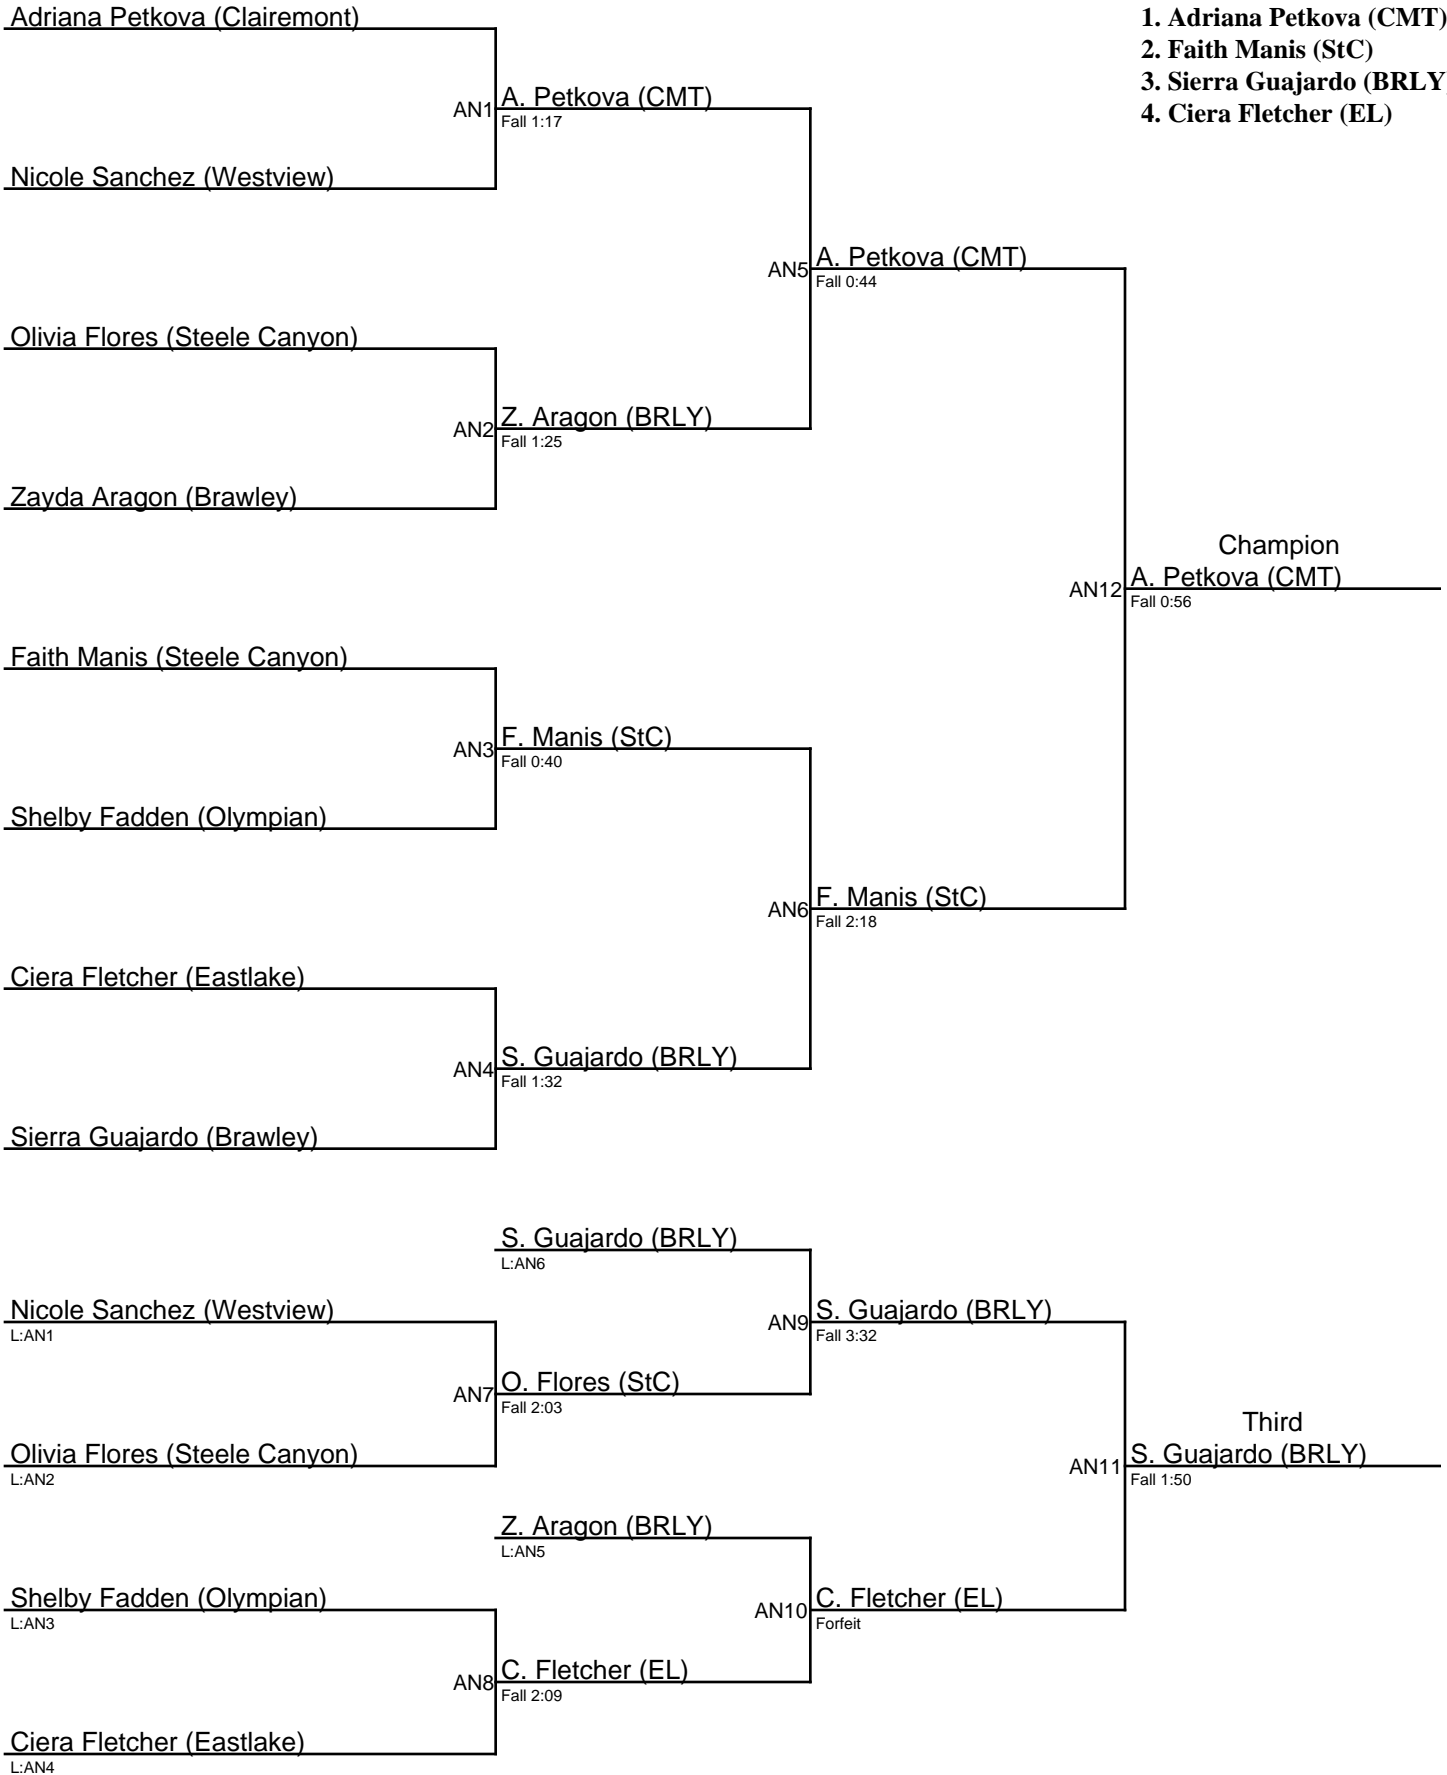 Adriana Petkova (Clairemont)
1. Adriana Petkova (CMT)
2. Faith Manis (StC)
3. Sierra Guajardo (BRLY)
4. Ciera Fletcher (EL)
AN1
A. Petkova (CMT)
Fall 1:17
Nicole Sanchez (Westview)
AN5
A. Petkova (CMT)
Fall 0:44
Olivia Flores (Steele Canyon)
AN2
Z. Aragon (BRLY)
Fall 1:25
Zayda Aragon (Brawley)
Champion
AN12
A. Petkova (CMT)
Fall 0:56
Faith Manis (Steele Canyon)
AN3
F. Manis (StC)
Fall 0:40
Shelby Fadden (Olympian)
AN6
F. Manis (StC)
Fall 2:18
Ciera Fletcher (Eastlake)
AN4
S. Guajardo (BRLY)
Fall 1:32
Sierra Guajardo (Brawley)
S. Guajardo (BRLY)
L:AN6
Nicole Sanchez (Westview)
L:AN1
AN9
S. Guajardo (BRLY)
Fall 3:32
AN7
O. Flores (StC)
Fall 2:03
Third
Olivia Flores (Steele Canyon)
L:AN2
AN11
S. Guajardo (BRLY)
Fall 1:50
Z. Aragon (BRLY)
L:AN5
Shelby Fadden (Olympian)
L:AN3
AN10
C. Fletcher (EL)
Forfeit
AN8
C. Fletcher (EL)
Fall 2:09
Ciera Fletcher (Eastlake)
L:AN4